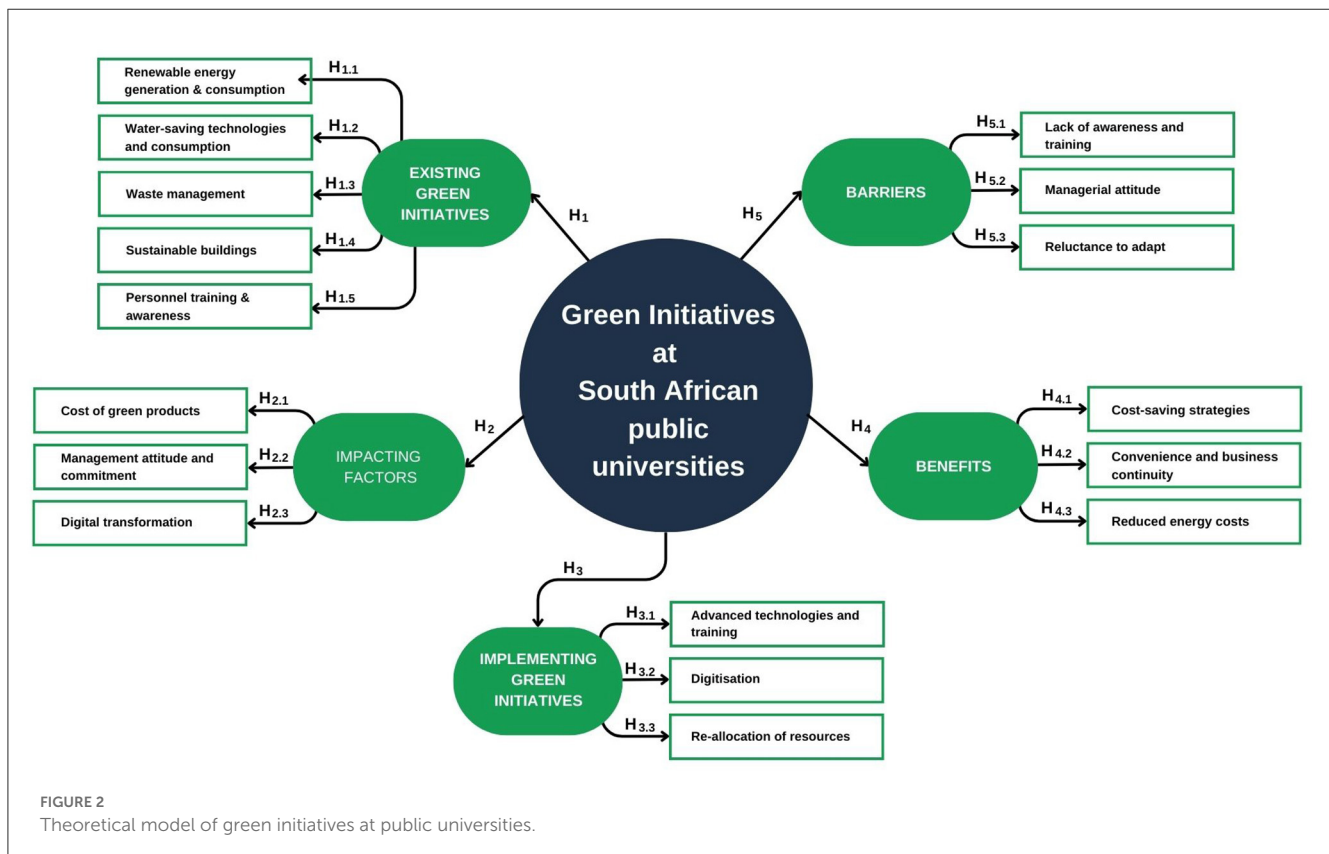 Renewable energy
generation & consumption
H1.1
Water-saving technologies
and consumption
H1.2
Waste management
H1.3
Sustainable buildings
H1.4
Personnel training &
awareness
H1.5
EXISTING
GREEN
INITIATIVES
H1
Lack of awareness and
training
H5.1
Managerial attitude
H5.2
Reluctance to adapt
H5.3
BARRIERS
H5
Green Initiatives
at
South African
public
universities
Cost of green products
H2.1
Management attitude and
commitment
H2.2
Digital transformation
H2.3
IMPACTING
FACTORS
H2
H4
BENEFITS
H4.1
Cost-saving strategies
H4.2
Convenience and business
continuity
H4.3
Reduced energy costs
H3
IMPLEMENTING
GREEN
INITIATIVES
H3.1
Advanced technologies and
training
H3.2
Digitisation
H3.3
Re-allocation of resources
FIGURE 2
Theoretical model of green initiatives at public universities.